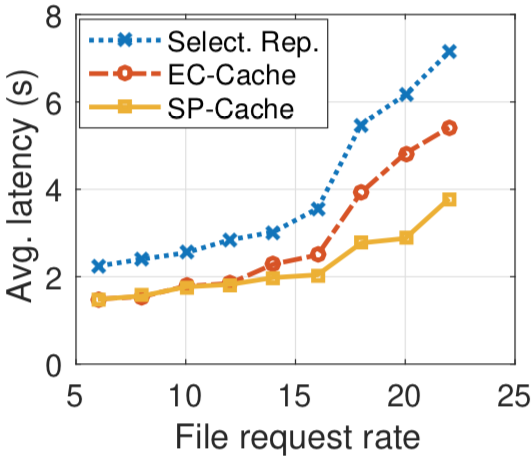 8
Select. Rep.
EC-Cache
SP-Cache
6
4
2
0
Avg. latency (s)
5
10
15
20
25
File request rate